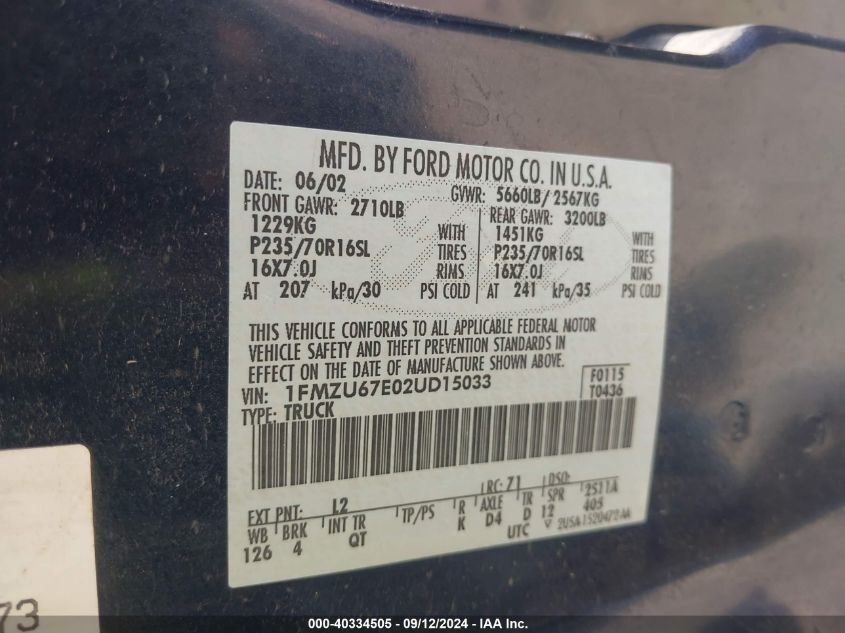 MFD. BY FORD MOTOR CO. IN U.S.A.
DATE: 06/02 GVWR: 5660LB/ 2567KG
FRONT GAWR: 2710LB REAR GAWR: 3200LB
1229KG WITH 1451KG WITH
P235/70R16SL TIRES P235/70R16SL TIRES
16X7.0J RIMS 16X7.0J RIMS
AT 207 kPa/30 PSI COLD AT 241 kPa/35 PSI COLD
THIS VEHICLE CONFORMS TO ALL APPLICABLE FEDERAL MOTOR
VEHICLE SAFETY AND THEFT PREVENTION STANDARDS IN
EFFECT ON THE DATE OF MANUFACTURE SHOWN ABOVE.
VIN: 1FMZU67E02UD15033 F0115
TYPE: TRUCK T0436
EXT PNT: L2 RC: 71 DSO: 2511A
WB BRK INT TR TP/PS R AXLE TR SPR 405
126 4 QT K D4 D 12
UTC ▽ 2U5A-1520472-AA
73
000-40334505 - 09/12/2024 - IAA Inc.